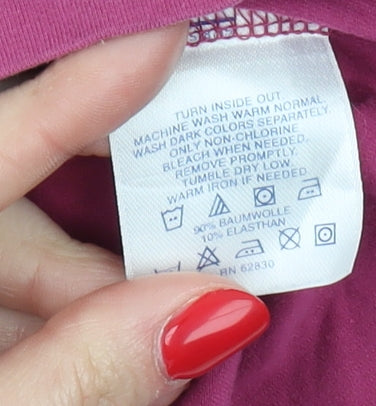 TURN INSIDE OUT.
MACHINE WASH WARM NORMAL.
WASH DARK COLORS SEPARATELY.
ONLY NON-CHLORINE
BLEACH WHEN NEEDED.
REMOVE PROMPTLY.
TUMBLE DRY LOW.
WARM IRON IF NEEDED.
90% BAUMWOLLE
10% ELASTHAN
RN 62830